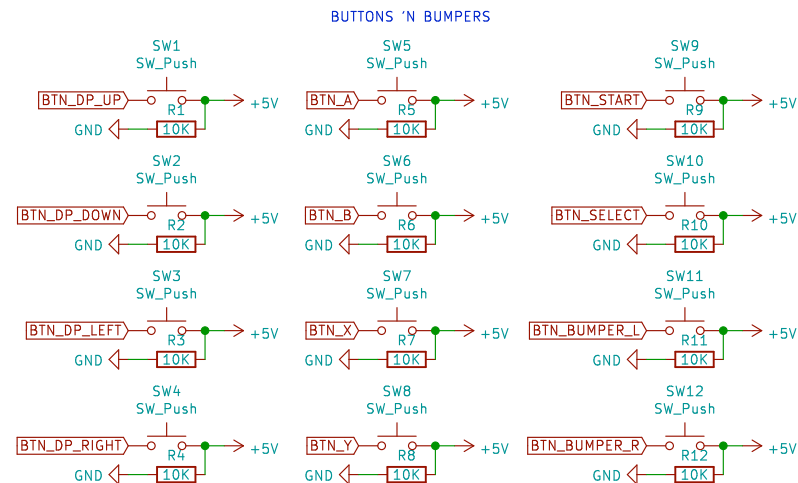 BUTTONS 'N BUMPERS
SW1
SW_Push
BTN_DP_UP
R1
+5V
GND
10K
SW5
SW_Push
BTN_A
R5
+5V
GND
10K
SW9
SW_Push
BTN_START
R9
+5V
GND
10K
SW2
SW_Push
BTN_DP_DOWN
R2
+5V
GND
10K
SW6
SW_Push
BTN_B
R6
+5V
GND
10K
SW10
SW_Push
BTN_SELECT
R10
+5V
GND
10K
SW3
SW_Push
BTN_DP_LEFT
R3
+5V
GND
10K
SW7
SW_Push
BTN_X
R7
+5V
GND
10K
SW11
SW_Push
BTN_BUMPER_L
R11
+5V
GND
10K
SW4
SW_Push
BTN_DP_RIGHT
R4
+5V
GND
10K
SW8
SW_Push
BTN_Y
R8
+5V
GND
10K
SW12
SW_Push
BTN_BUMPER_R
R12
+5V
GND
10K